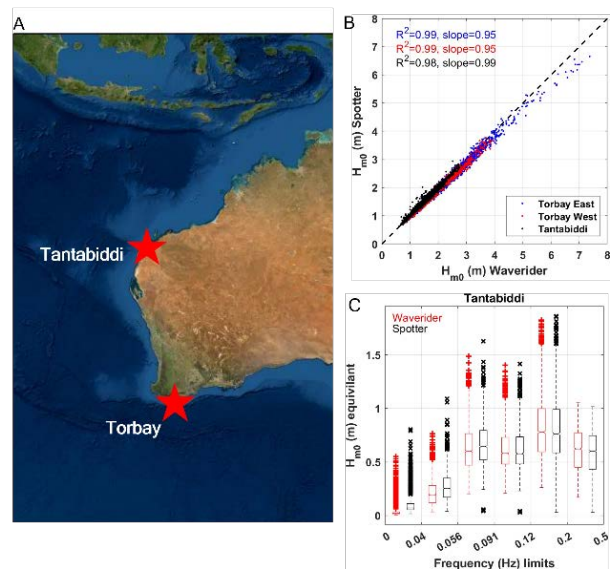 A
Tantabiddi
Torbay
B
R²=0.99, slope=0.95
R²=0.99, slope=0.95
R²=0.98, slope=0.99
H_m0 (m) Spotter
8
7
6
5
4
3
2
1
0
0 1 2 3 4 5 6 7 8
H_m0 (m) Waverider
Torbay East
Torbay West
Tantabiddi
C
Tantabiddi
Waverider
Spotter
H_m0 (m) equivilant
1.5
1
0.5
0
0 0.04 0.056 0.091 0.12 0.2 0.5
Frequency (Hz) limits